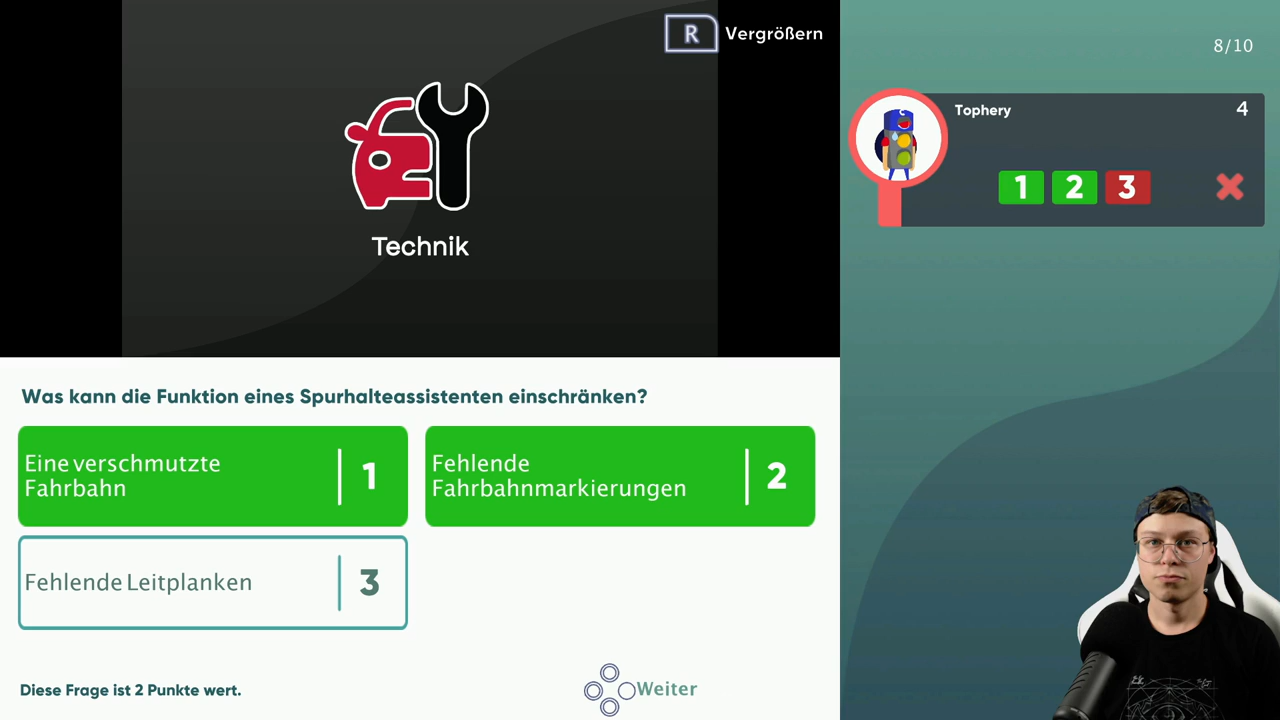 R Vergrößern
8/10
Technik
Tophery 4
1 2 3
Was kann die Funktion eines Spurhalteassistenten einschränken?
Eine verschmutzte
Fahrbahn
1
Fehlende
Fahrbahnmarkierungen
2
Fehlende Leitplanken
3
Diese Frage ist 2 Punkte wert.
Weiter